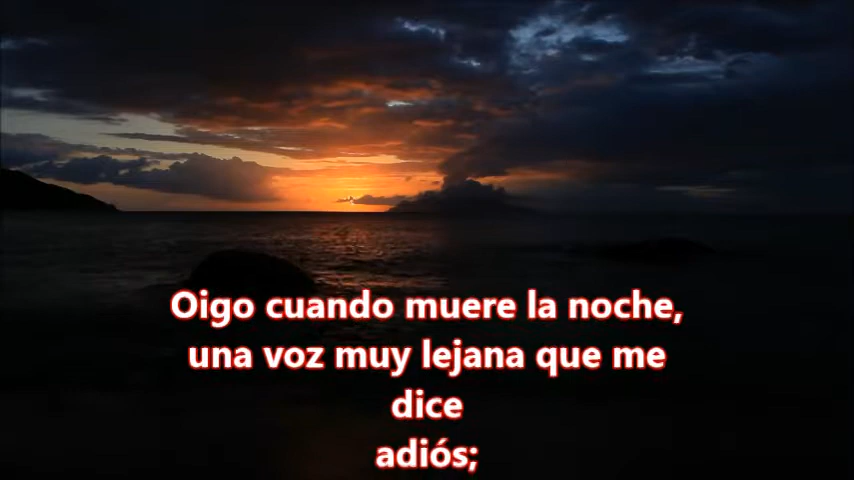 Oigo cuando muere la noche,
una voz muy lejana que me
dice
adiós;